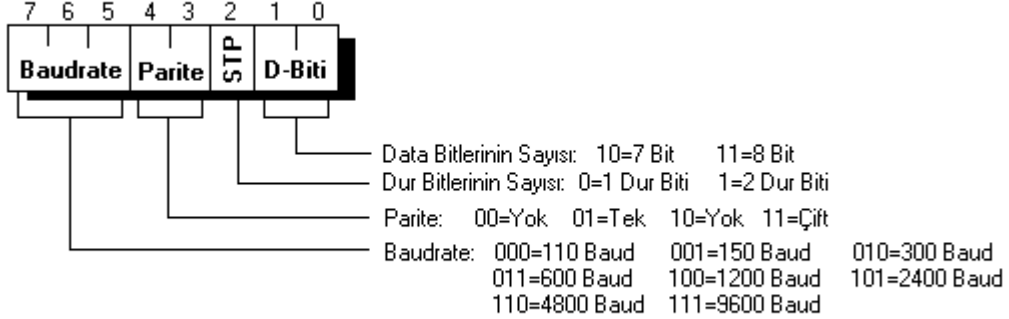 7 6 5 4 3 2 1 0
Baudrate Parite STP D-Biti
Data Bitlerinin Sayısı: 10=7 Bit 11=8 Bit
Dur Bitlerinin Sayısı: 0=1 Dur Biti 1=2 Dur Biti
Parite: 00=Yok 01=Tek 10=Yok 11=Çift
Baudrate: 000=110 Baud 001=150 Baud 010=300 Baud
011=600 Baud 100=1200 Baud 101=2400 Baud
110=4800 Baud 111=9600 Baud